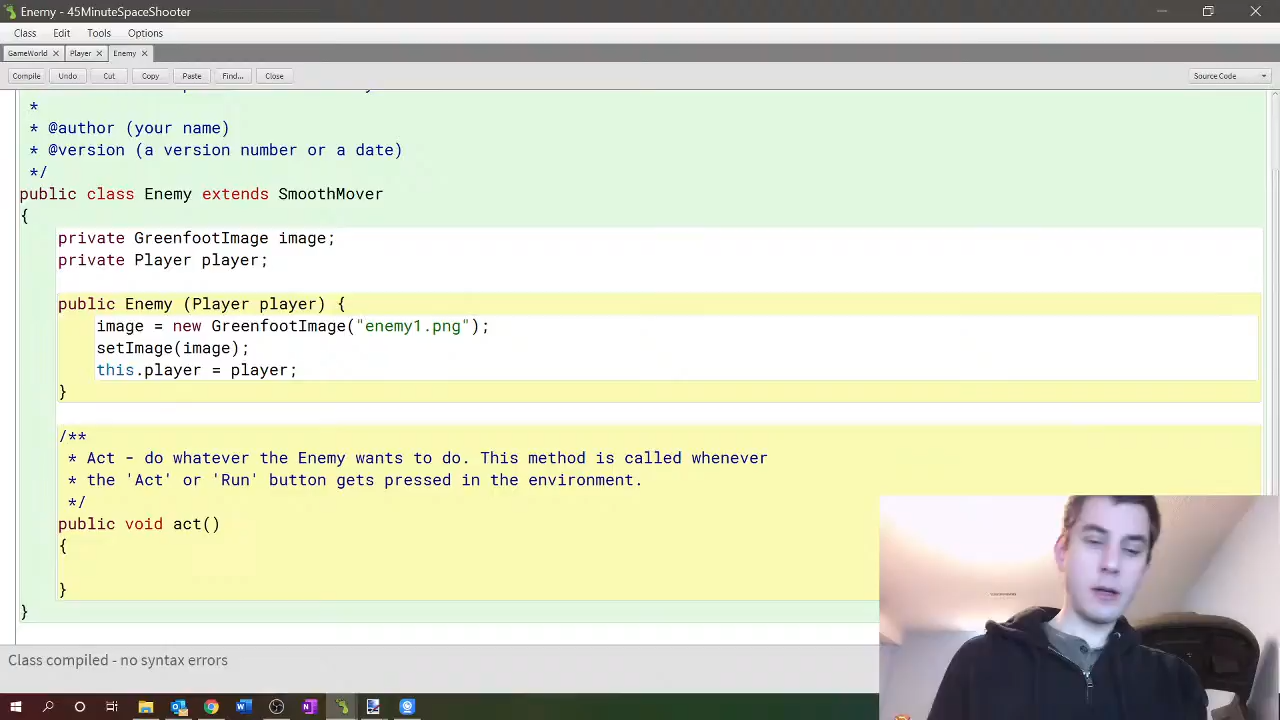 Enemy - 45MinuteSpaceShooter
Class Edit Tools Options
GameWorld × Player × Enemy ×
Compile Undo Cut Copy Paste Find... Close Source Code
*
* @author (your name)
* @version (a version number or a date)
*/
public class Enemy extends SmoothMover
{
private GreenfootImage image;
private Player player;
public Enemy (Player player) {
image = new GreenfootImage("enemy1.png");
setImage(image);
this.player = player;
}
/**
* Act - do whatever the Enemy wants to do. This method is called whenever
* the 'Act' or 'Run' button gets pressed in the environment.
*/
public void act()
{
}
}
Class compiled - no syntax errors